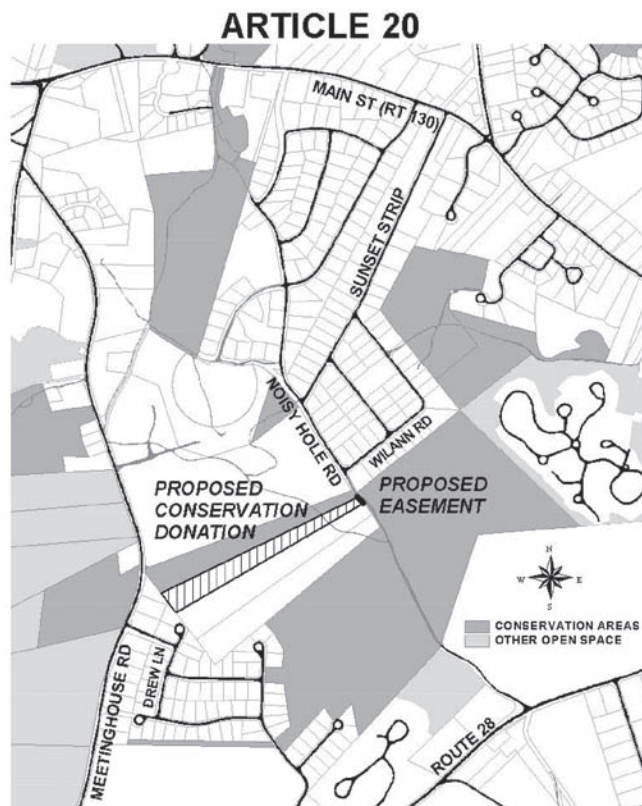 ARTICLE 20
MAIN ST (RT 130)
SUNSET STRIP
NOISY HOLE RD
WILANN RD
PROPOSED
CONSERVATION
DONATION
PROPOSED
EASEMENT
N
W E
S
CONSERVATION AREAS
OTHER OPEN SPACE
MEETINGHOUSE RD
DREW LN
ROUTE 28